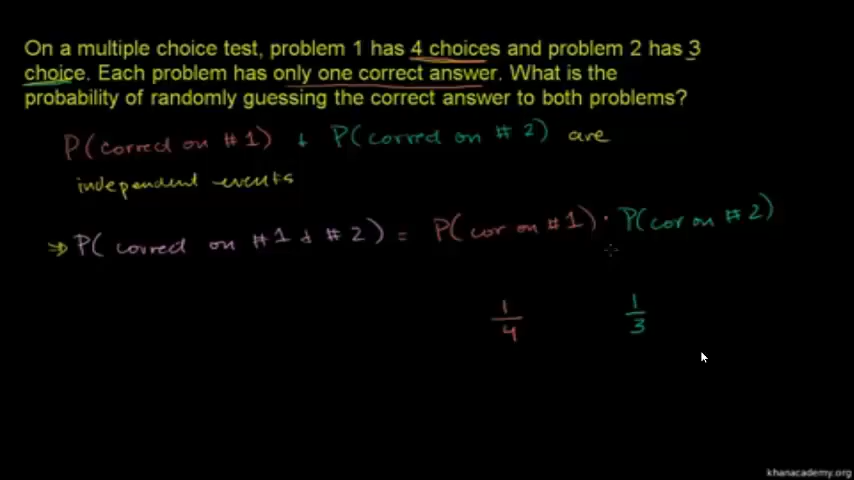 On a multiple choice test, problem 1 has 4 choices and problem 2 has 3
choice. Each problem has only one correct answer. What is the
probability of randomly guessing the correct answer to both problems?
P(correct on #1) + P(correct on #2) are
independent events
⇒ P(correct on #1 + #2) = P(cor on #1) · P(cor on #2)
1/4 1/3
khanacademy.org